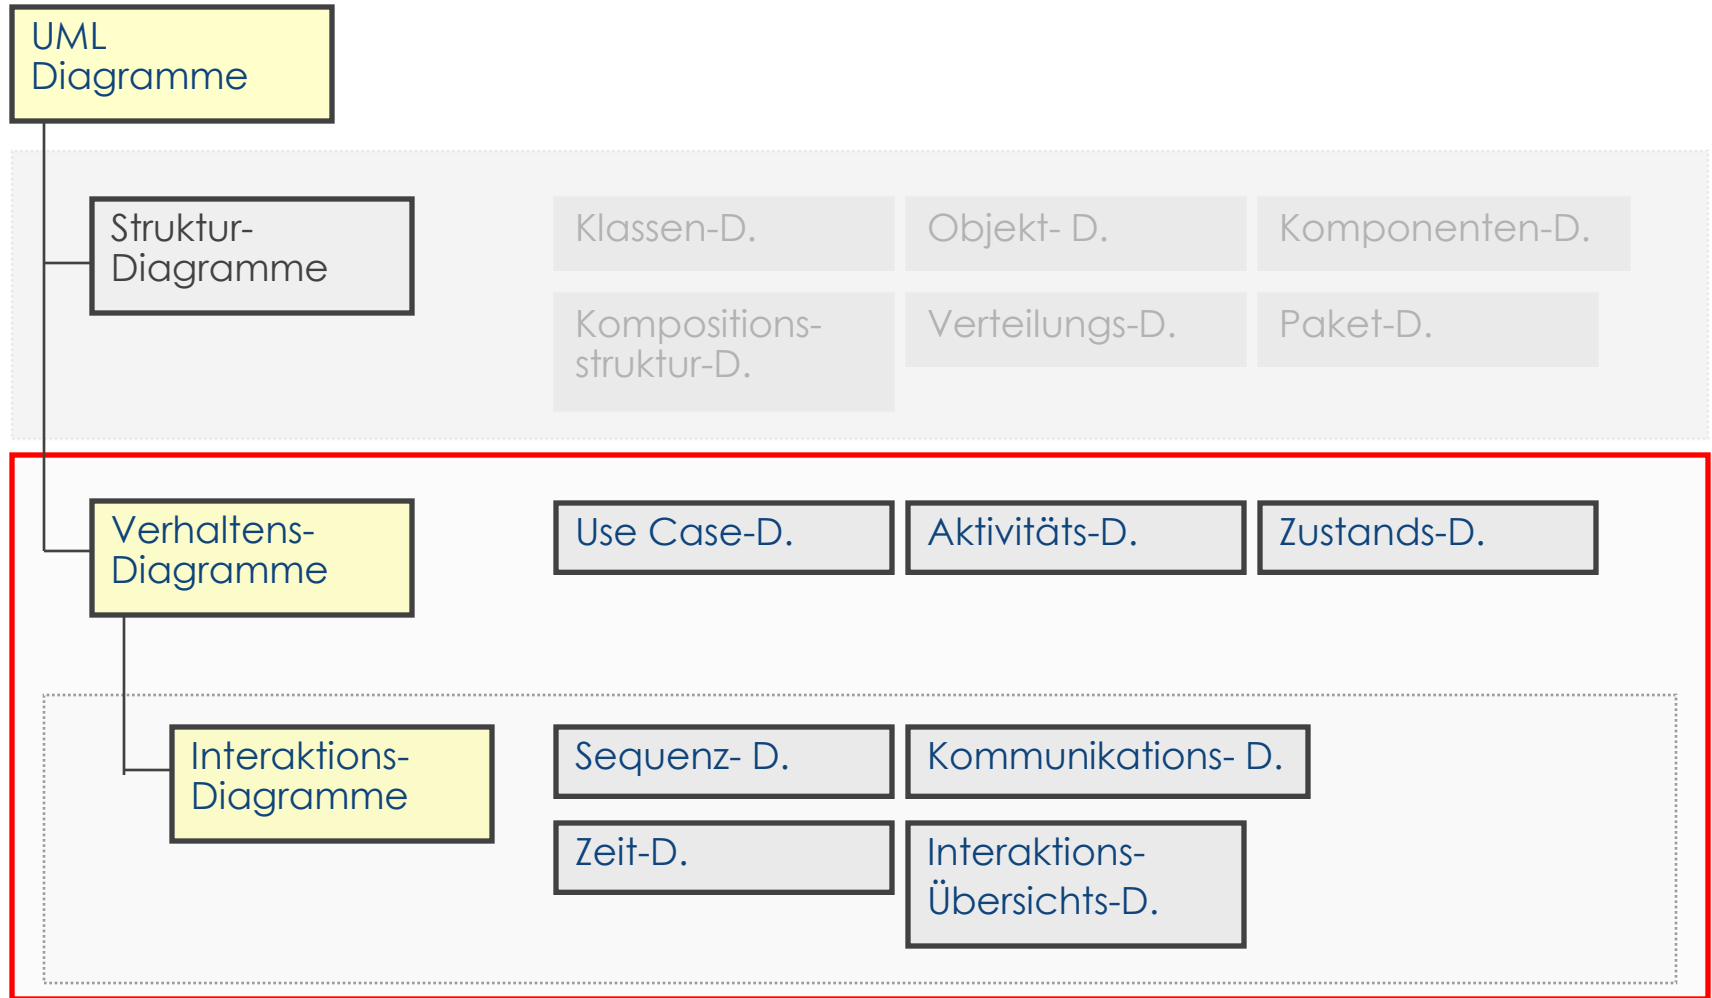 UML
Diagramme
Struktur-
Diagramme
Klassen-D.
Objekt- D.
Komponenten-D.
Kompositions-
struktur-D.
Verteilungs-D.
Paket-D.
Verhaltens-
Diagramme
Use Case-D.
Aktivitäts-D.
Zustands-D.
Interaktions-
Diagramme
Sequenz- D.
Kommunikations- D.
Zeit-D.
Interaktions-
Übersichts-D.